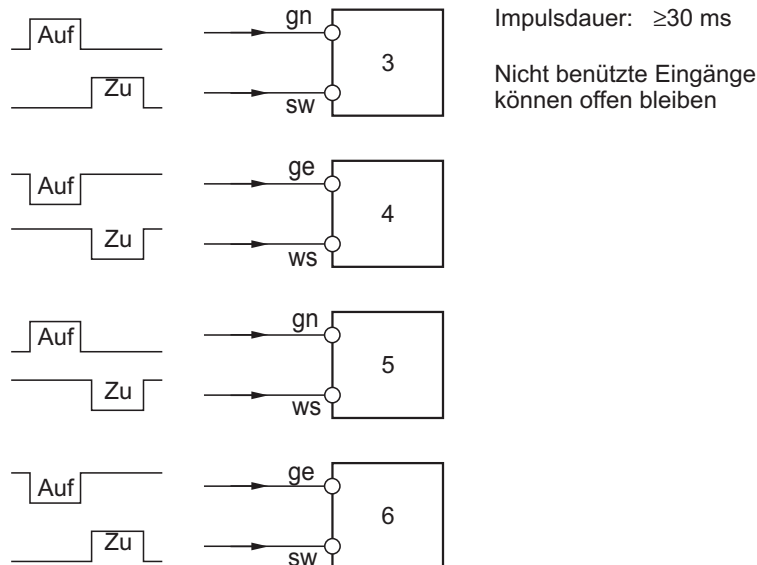 Auf
gn
Impulsdauer: ≥30 ms
3
Zu
sw
Nicht benützte Eingänge
können offen bleiben
Auf
ge
4
Zu
ws
Auf
gn
5
Zu
ws
Auf
ge
6
Zu
sw